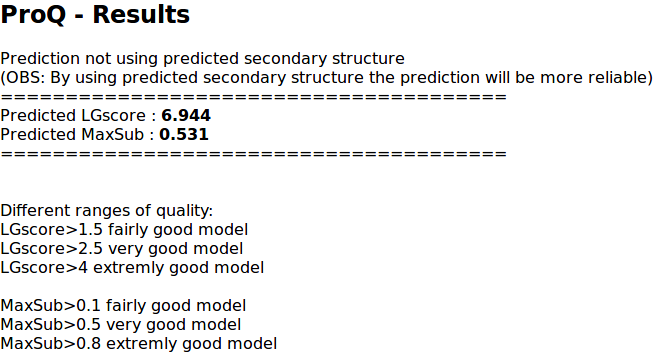 ProQ - Results
Prediction not using predicted secondary structure
(OBS: By using predicted secondary structure the prediction will be more reliable)
=======================================
Predicted LGscore : 6.944
Predicted MaxSub : 0.531
=======================================
Different ranges of quality:
LGscore>1.5 fairly good model
LGscore>2.5 very good model
LGscore>4 extremly good model
MaxSub>0.1 fairly good model
MaxSub>0.5 very good model
MaxSub>0.8 extremly good model